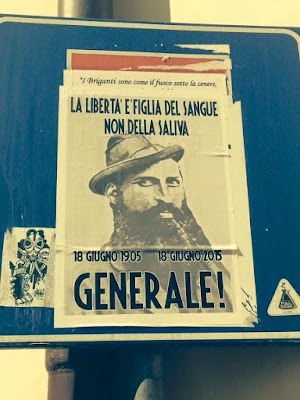 "I Briganti sono come il fuoco sotto la cenere,
LA LIBERTÀ E'FIGLIA DEL SANGUE
NON DELLA SALIVA
18 GIUGNO 1905 18 GIUGNO 2015
GENERALE!